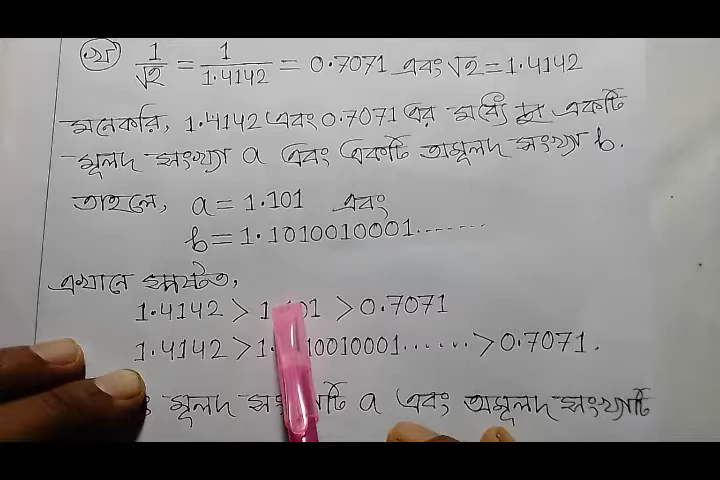 (খ) 1/√2 = 1/1.4142 = 0.7071 এবং √2 = 1.4142
মনেকরি, 1.4142 এবং 0.7071 এর মধ্যে একটি
মূলদ সংখ্যা a এবং একটি অমূলদ সংখ্যা b.
তাহলে, a = 1.101 এবং
b = 1.1010010001.......
এখানে স্পষ্টত,
1.4142 > 1.101 > 0.7071
1.4142 > 1. 10010001...... > 0.7071.
: মূলদ সংখ্যাটি a এবং অমূলদ সংখ্যাটি